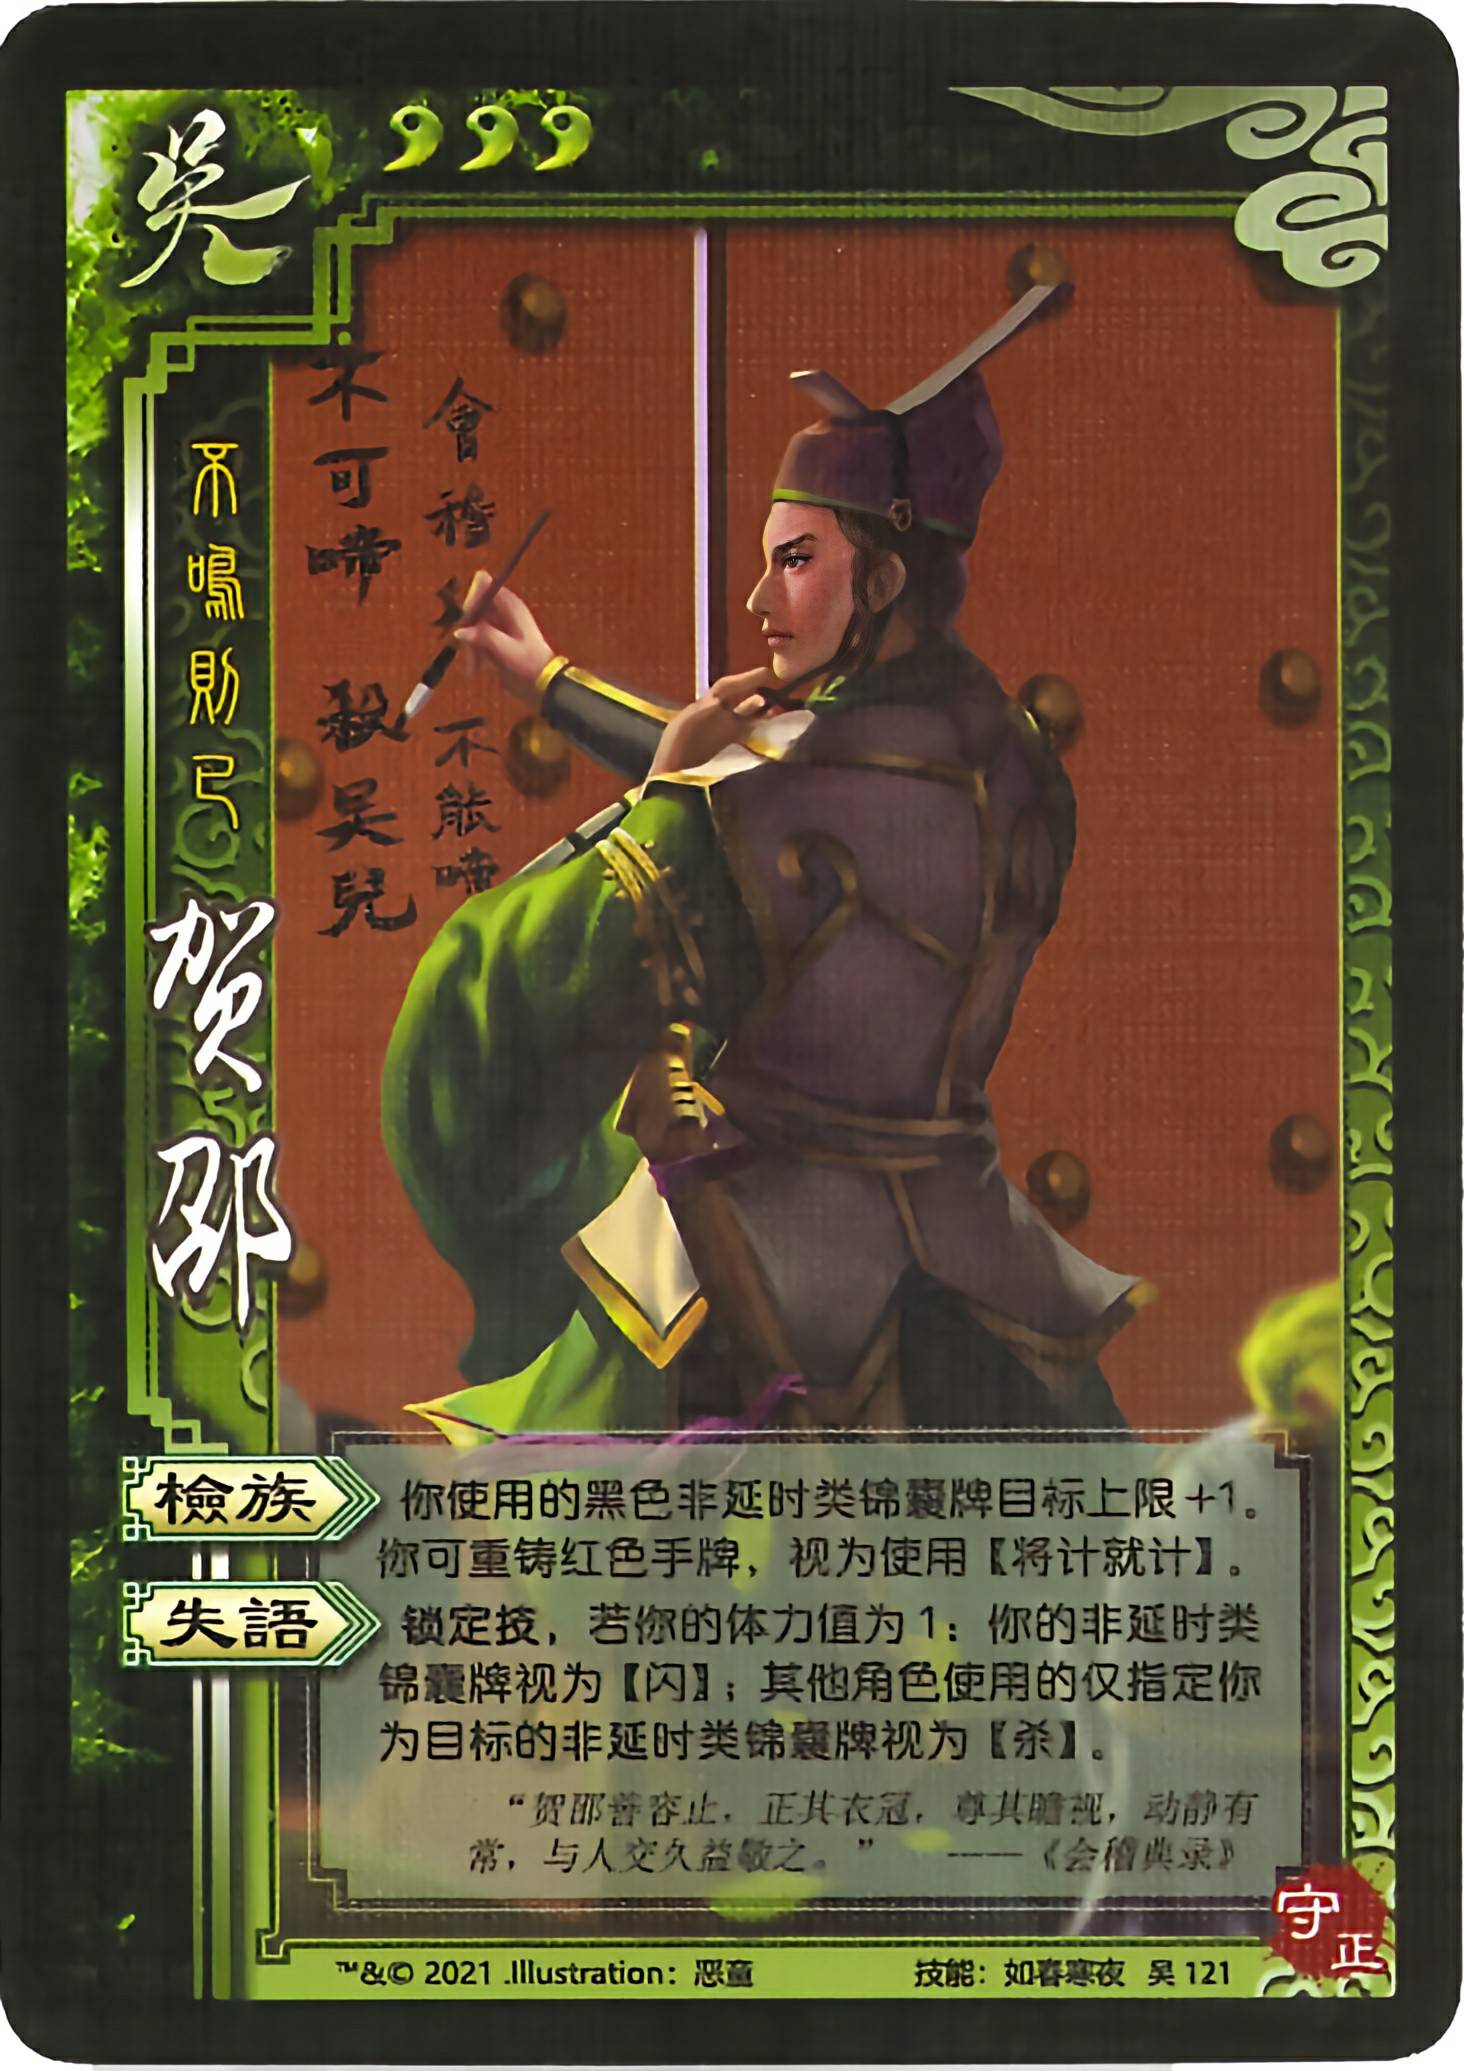 吳
不鳴則已
贺邵
會稽
不能啼
不可啼
殺吴兒
檢族
你使用的黑色非延时类锦囊牌目标上限+1。
你可重铸红色手牌，视为使用【将计就计】。
失語
锁定技，若你的体力值为1：你的非延时类
锦囊牌视为【闪】；其他角色使用的仅指定你
为目标的非延时类锦囊牌视为【杀】。
“贺邵善容止，正其衣冠，尊其瞻视，动静有
常，与人交久益敬之。” ——《会稽典录》
守正
™&© 2021 .Illustration：恶童 技能：如春寒夜 吴 121